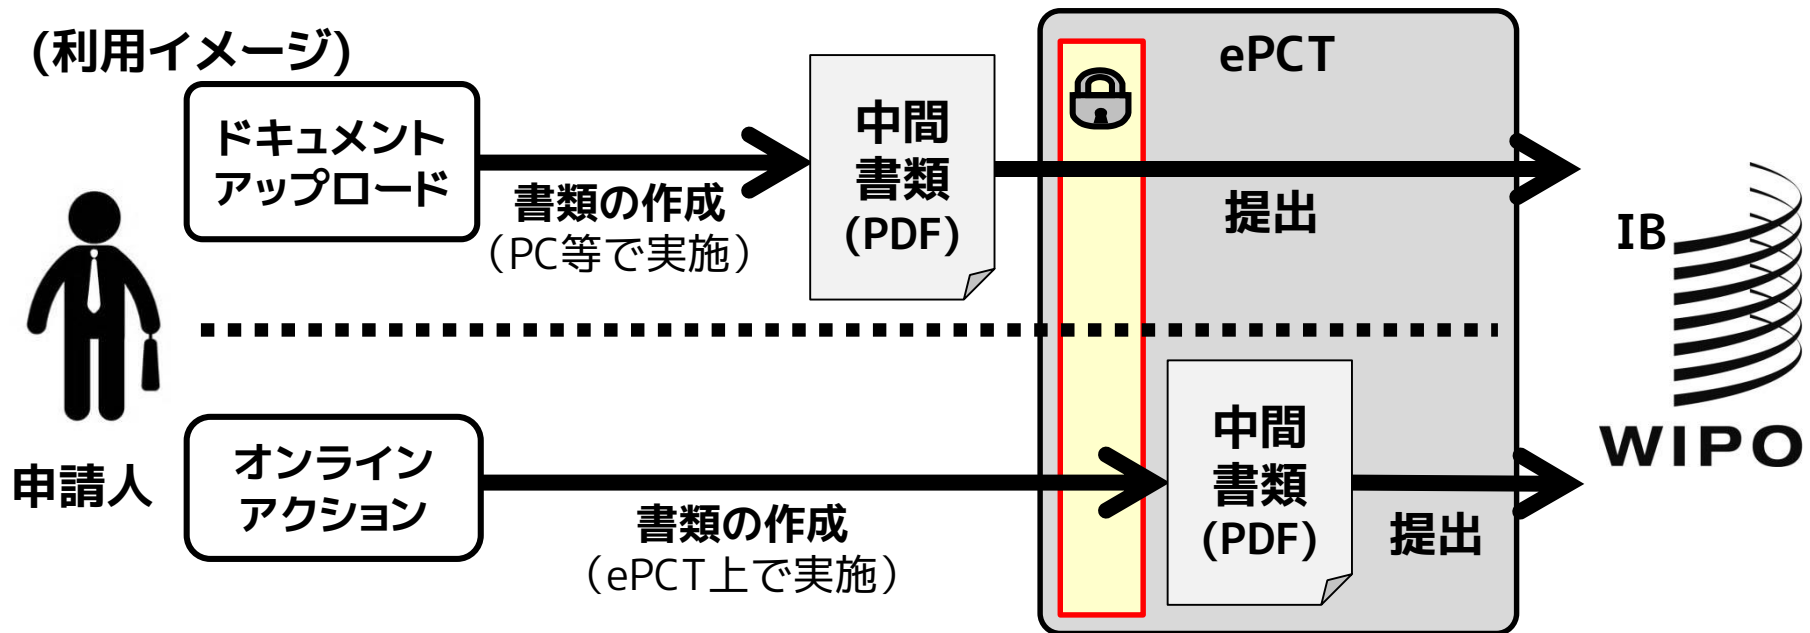 (利用イメージ)
ePCT
ドキュメント
アップロード
書類の作成
（PC等で実施）
中間
書類
(PDF)
提出
IB
WIPO
申請人
オンライン
アクション
書類の作成
（ePCT上で実施）
中間
書類
(PDF)
提出